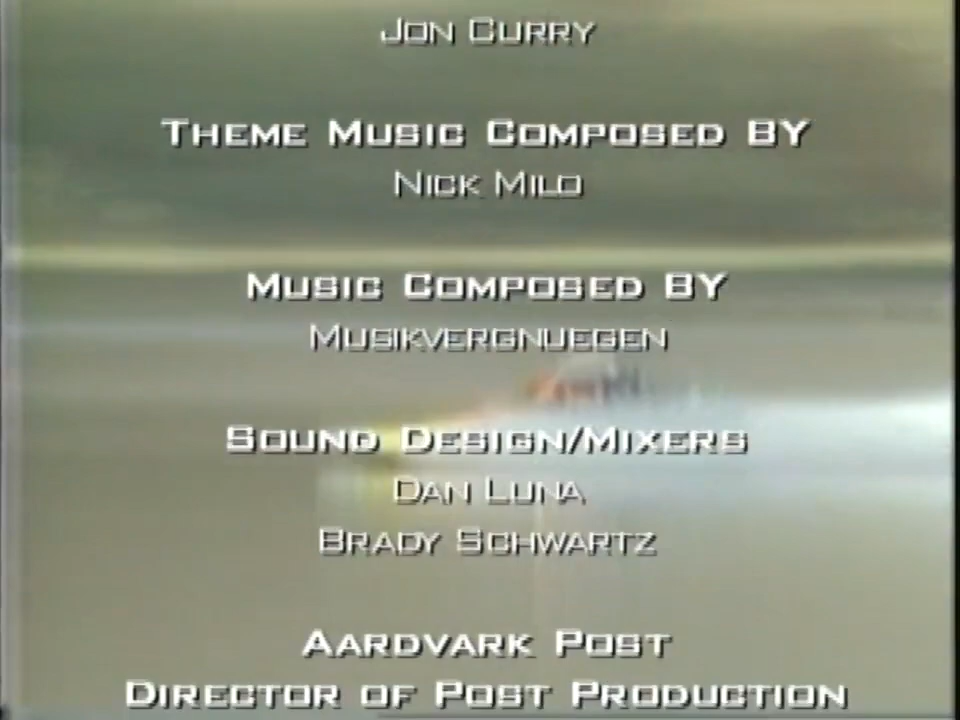 Jon Curry
Theme Music Composed By
Nick Milo
Music Composed By
Musikvergnuegen
Sound Design/Mixers
Dan Luna
Brady Schwartz
Aardvark Post
Director of Post Production